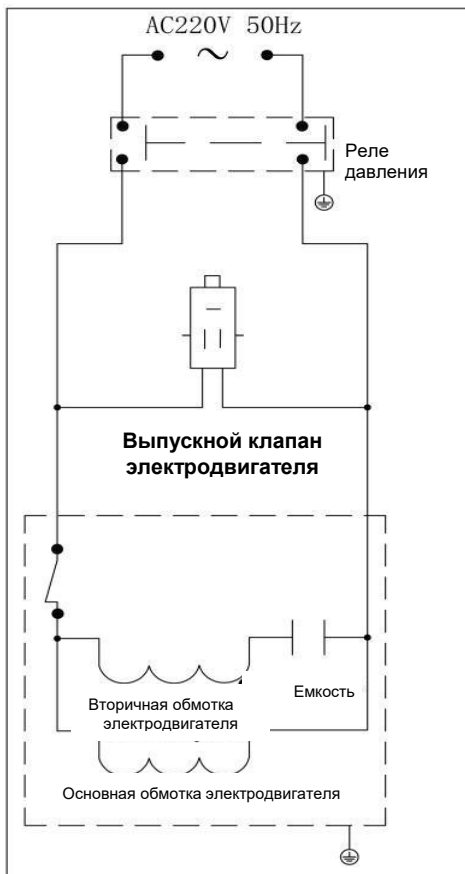 AC220V 50Hz
Реле
давления
Выпускной клапан
электродвигателя
Вторичная обмотка
электродвигателя
Емкость
Основная обмотка электродвигателя